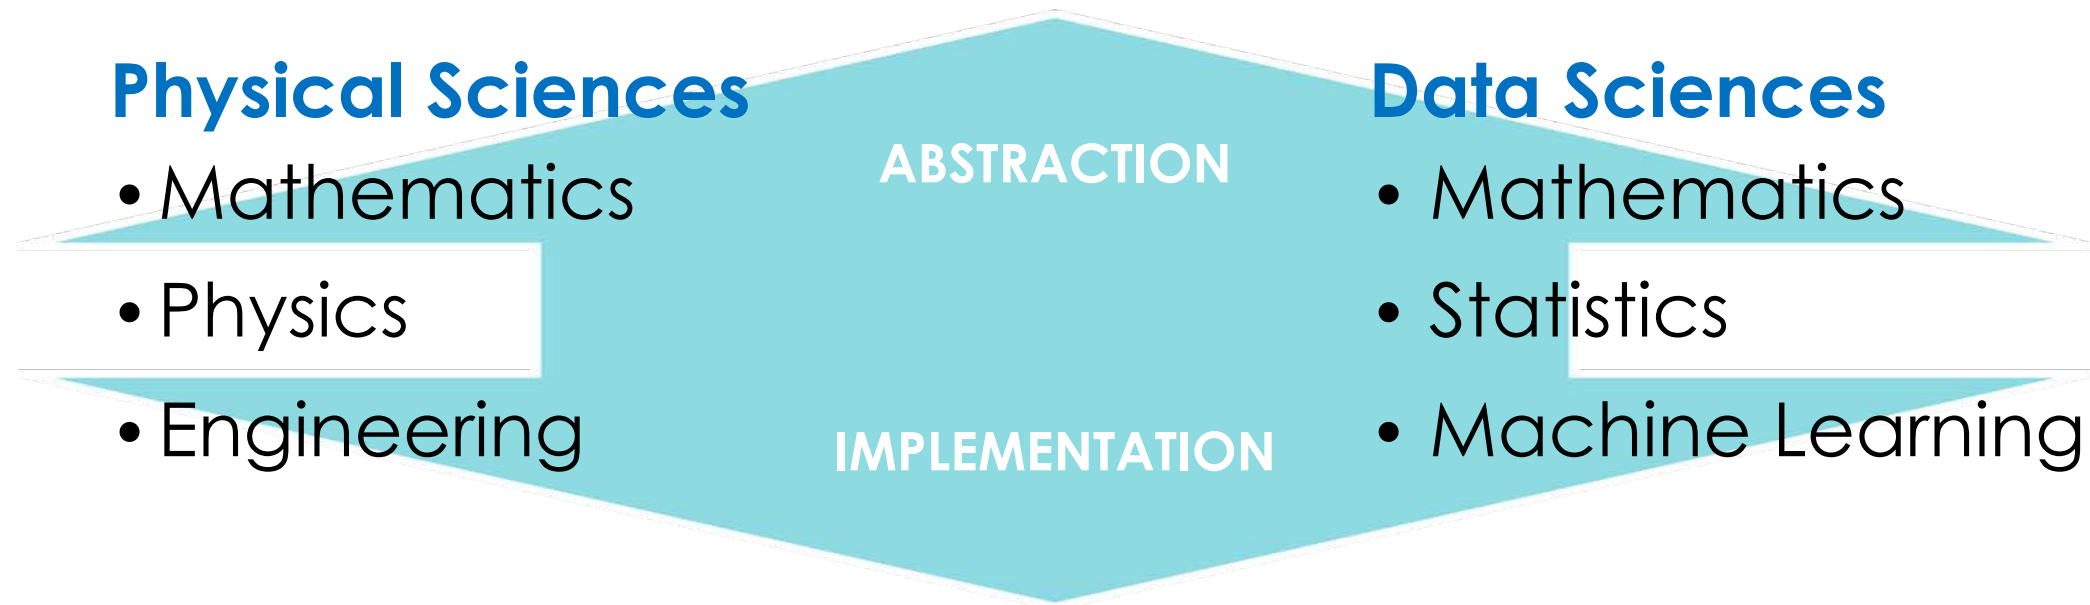 Physical Sciences
• Mathematics
• Physics
• Engineering
ABSTRACTION
IMPLEMENTATION
Data Sciences
• Mathematics
• Statistics
• Machine Learning